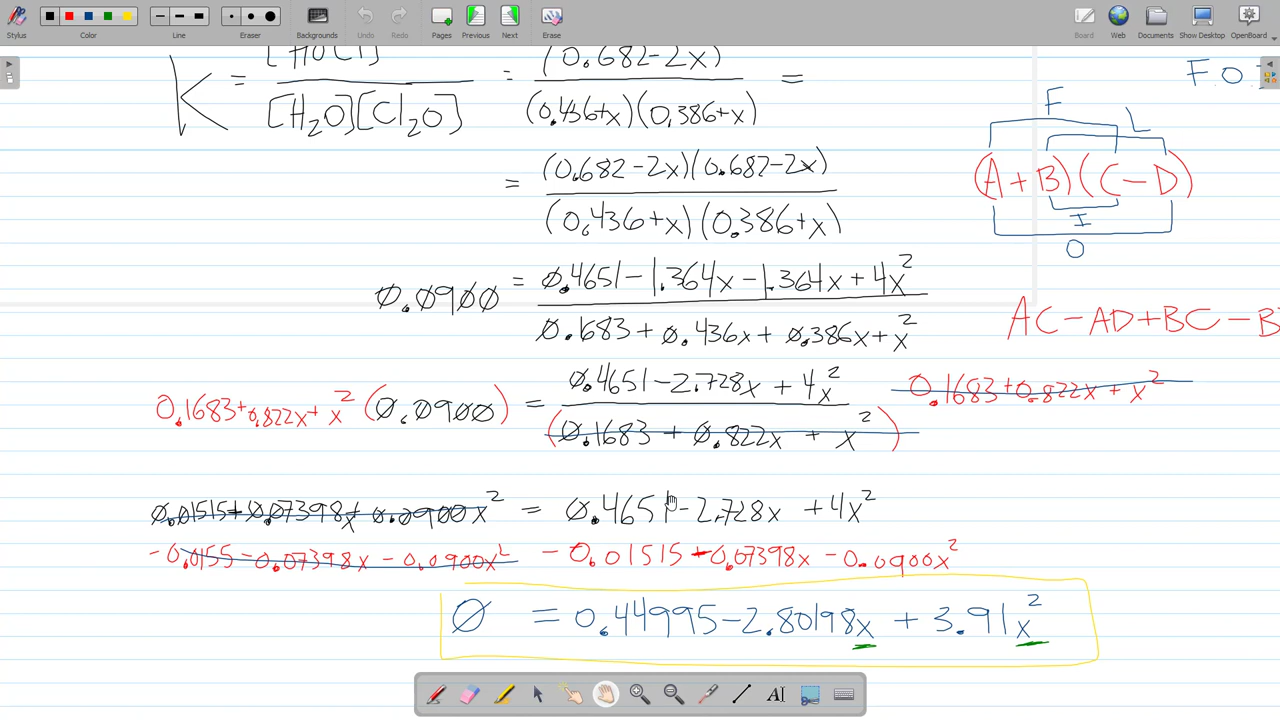 Stylus Color Line Eraser Backgrounds Undo Redo Pages Previous Next Erase Board Web Documents Show Desktop OpenBoard
F O
K = [HOCl] / [H₂O][Cl₂O] = (0.682-2x) / (0.436+x)(0.386+x) =
F L
= (0.682-2x)(0.682-2x) / (0.436+x)(0.386+x)
(A+B)(C-D)
I
O
0.0900 = 0.4651-1.364x-1.364x+4x² / 0.1683+0.436x+0.386x+x²
AC-AD+BC-B
0.1683+0.822x+x² (0.0900) = 0.4651-2.728x+4x² / (0.1683+0.822x+x²) 0.1683+0.822x+x²
0.01515+0.07398x+0.0900x² = 0.4651-2.728x+4x²
-0.0155-0.07398x-0.0900x² -0.01515-0.07398x-0.0900x²
0 = 0.44995-2.80198x+3.91x²